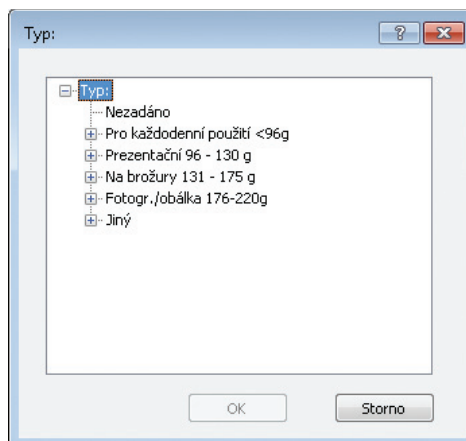 Typ:
Typ:
Nezadáno
Pro každodenní použití <96g
Prezentační 96 - 130 g
Na brožury 131 - 175 g
Fotogr./obálka 176-220g
Jiný
OK
Storno